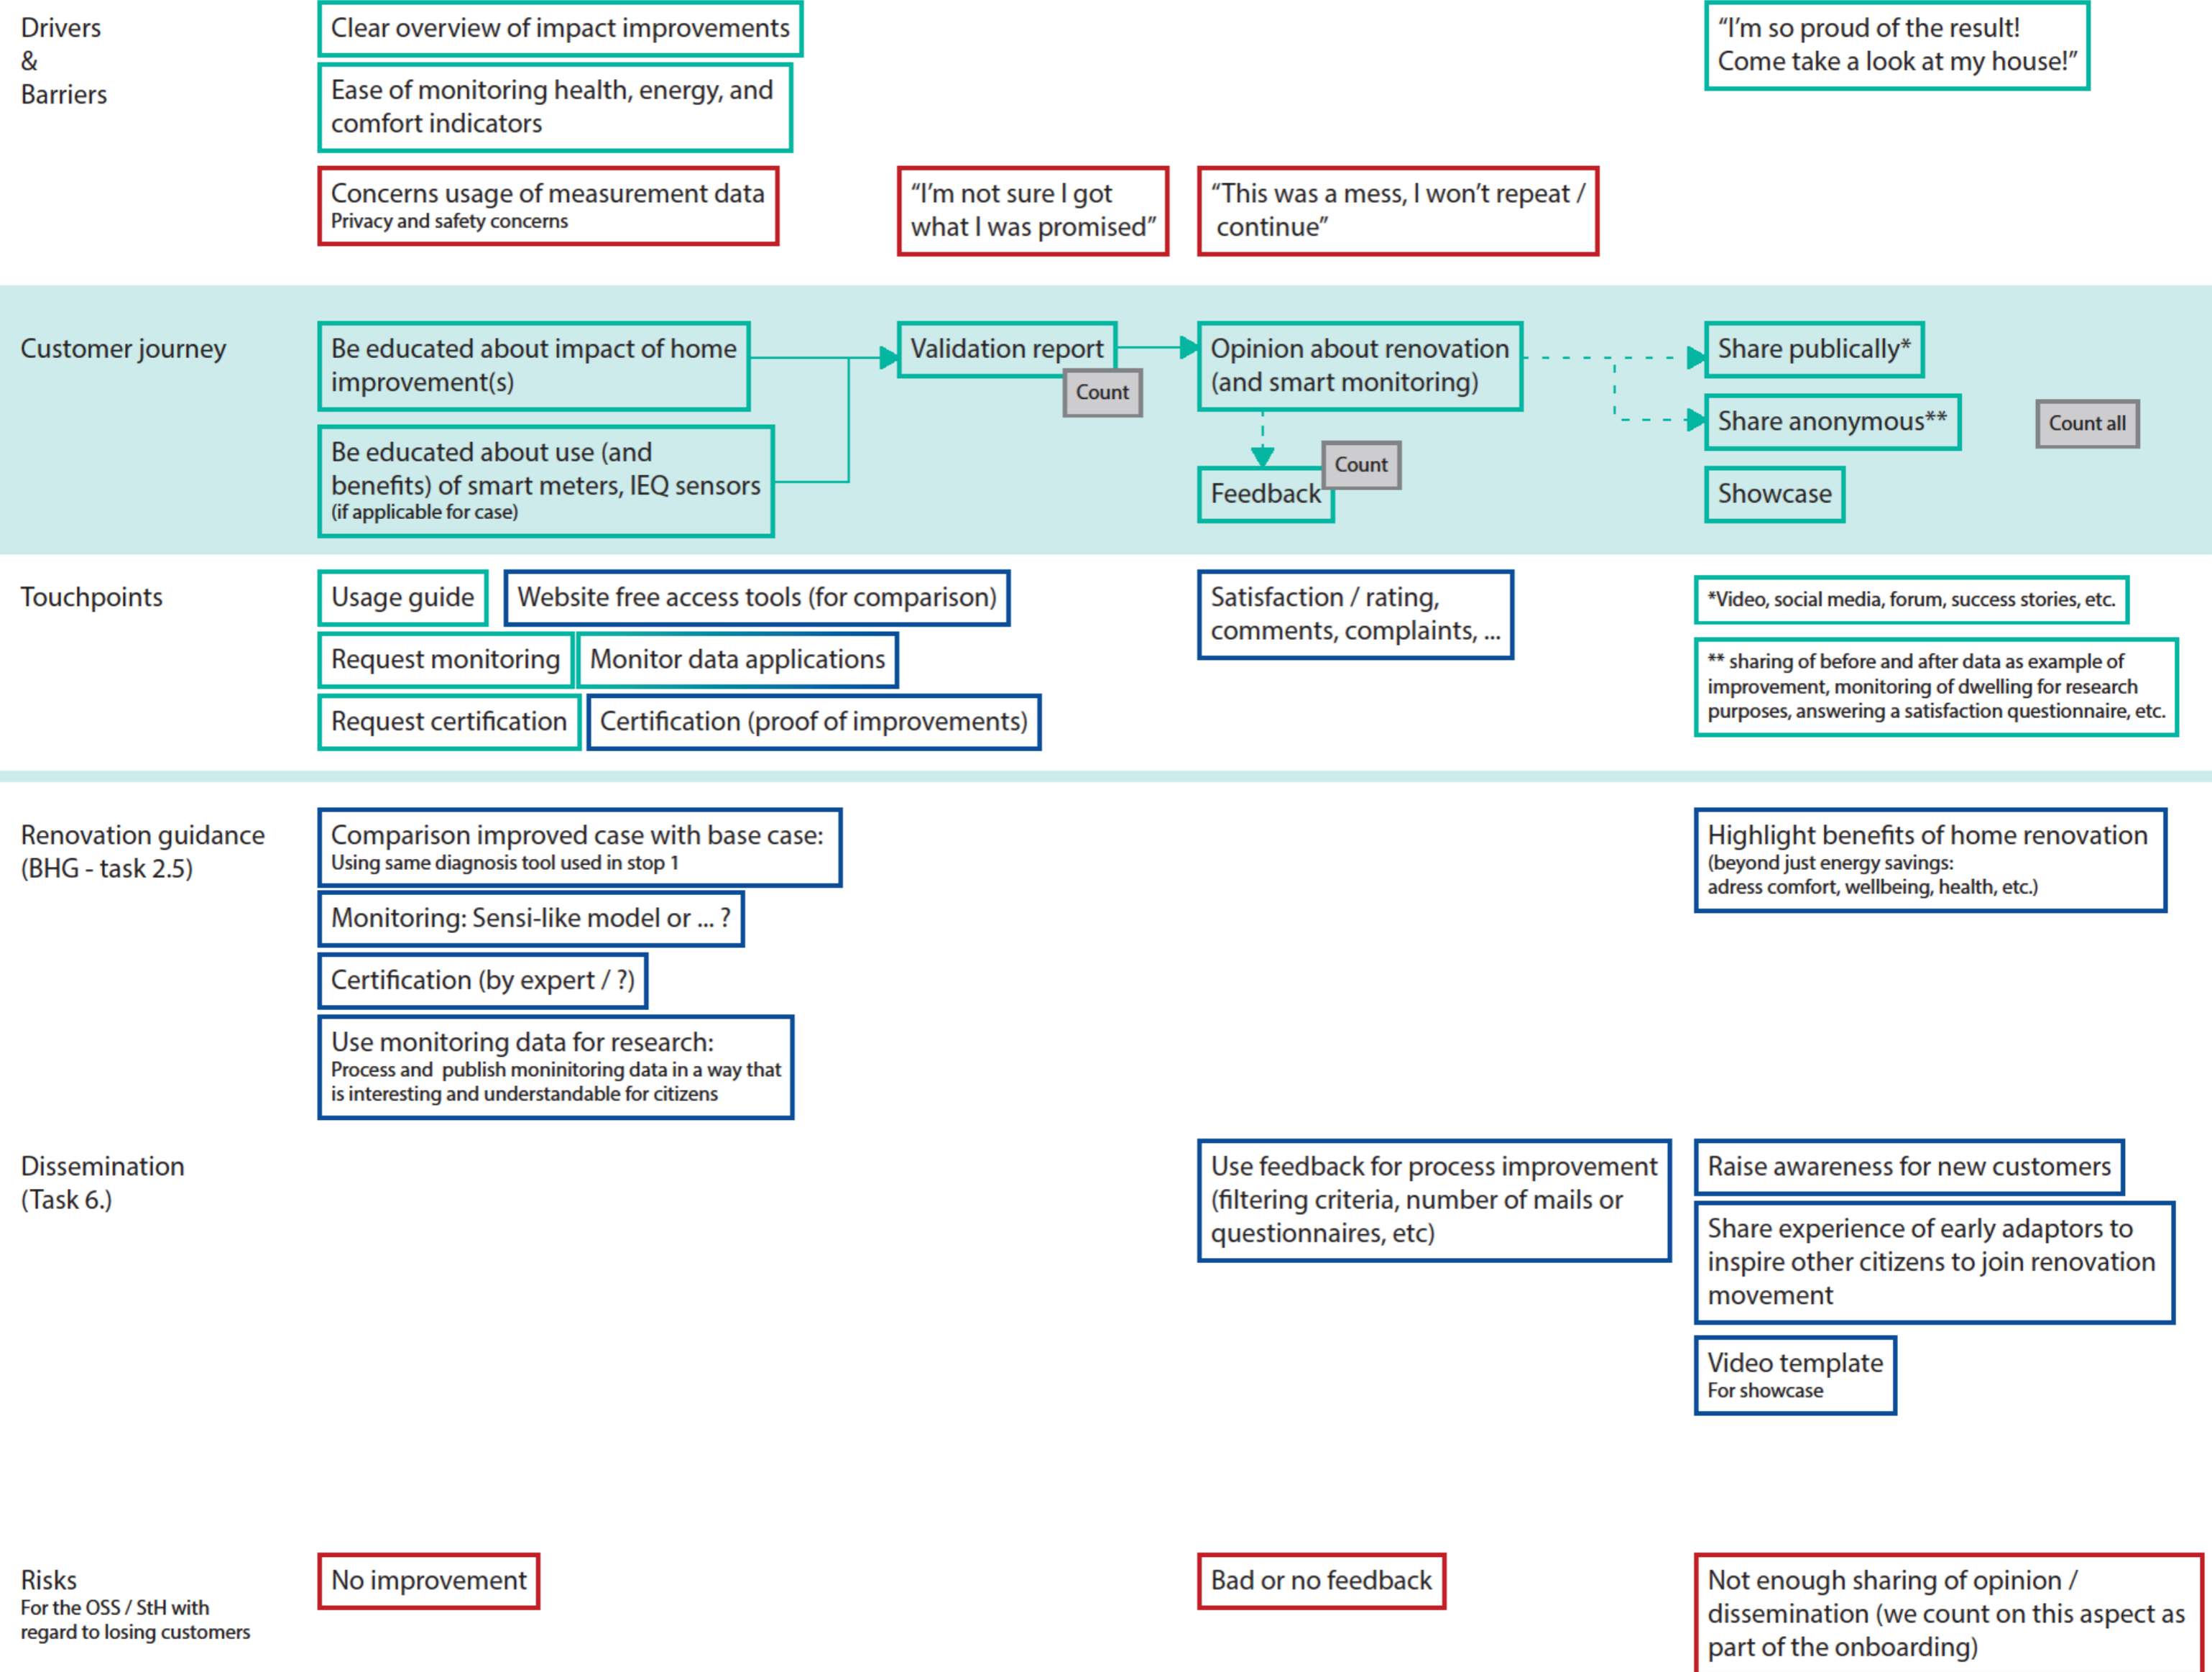 Drivers
&
Barriers
Clear overview of impact improvements
Ease of monitoring health, energy, and
comfort indicators
Concerns usage of measurement data
Privacy and safety concerns
“I’m not sure I got
what I was promised”
“This was a mess, I won’t repeat /
continue”
“I’m so proud of the result!
Come take a look at my house!”
Customer journey
Be educated about impact of home
improvement(s)
Be educated about use (and
benefits) of smart meters, IEQ sensors
(if applicable for case)
Validation report
Count
Opinion about renovation
(and smart monitoring)
Feedback
Count
Share publically*
Share anonymous**
Showcase
Count all
Touchpoints
Usage guide
Website free access tools (for comparison)
Request monitoring
Monitor data applications
Request certification
Certification (proof of improvements)
Satisfaction / rating,
comments, complaints, ...
*Video, social media, forum, success stories, etc.
** sharing of before and after data as example of
improvement, monitoring of dwelling for research
purposes, answering a satisfaction questionnaire, etc.
Renovation guidance
(BHG - task 2.5)
Comparison improved case with base case:
Using same diagnosis tool used in stop 1
Monitoring: Sensi-like model or ... ?
Certification (by expert / ?)
Use monitoring data for research:
Process and publish moninitoring data in a way that
is interesting and understandable for citizens
Highlight benefits of home renovation
(beyond just energy savings:
adress comfort, wellbeing, health, etc.)
Dissemination
(Task 6.)
Use feedback for process improvement
(filtering criteria, number of mails or
questionnaires, etc)
Raise awareness for new customers
Share experience of early adaptors to
inspire other citizens to join renovation
movement
Video template
For showcase
Risks
For the OSS / StH with
regard to losing customers
No improvement
Bad or no feedback
Not enough sharing of opinion /
dissemination (we count on this aspect as
part of the onboarding)